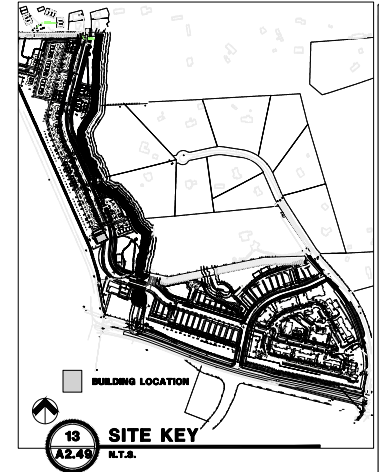 BUILDING LOCATION
13
SITE KEY
A2.49
N.T.S.